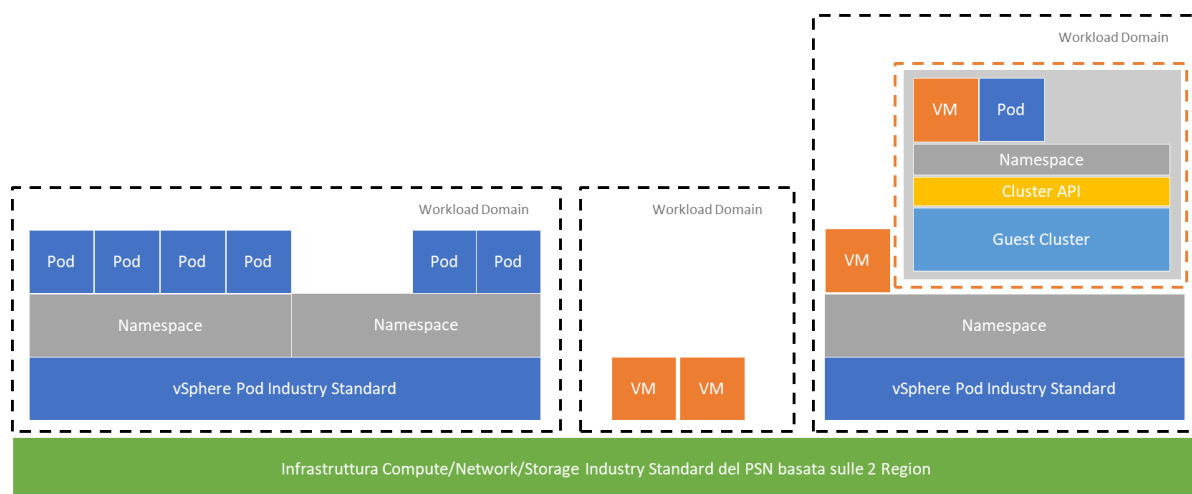 Workload Domain
Pod Pod Pod Pod Pod Pod
Namespace Namespace
vSphere Pod Industry Standard
Workload Domain
VM VM
Workload Domain
VM Pod
Namespace
Cluster API
Guest Cluster
VM
Namespace
vSphere Pod Industry Standard
Infrastruttura Compute/Network/Storage Industry Standard del PSN basata sulle 2 Region